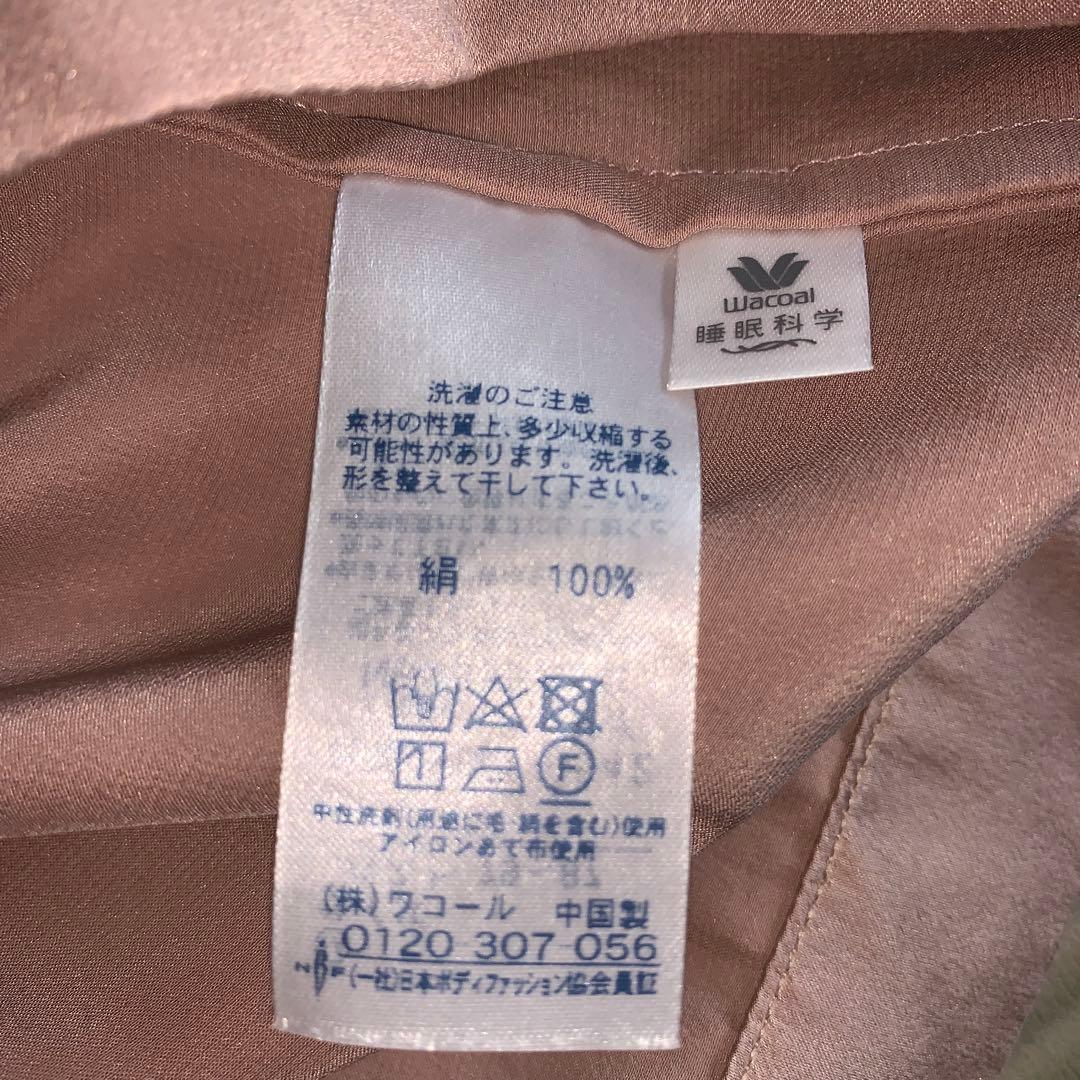 Wacoal
睡眠科学
洗濯のご注意
素材の性質上、多少収縮する
可能性があります。洗濯後、
形を整えて干して下さい。
絹 100%
1
F
中性洗剤(用途に毛・絹を含む)使用
アイロンあて布使用
(株)ワコール 中国製
0120 307 056
NBF(一社)日本ボディファッション協会会員証